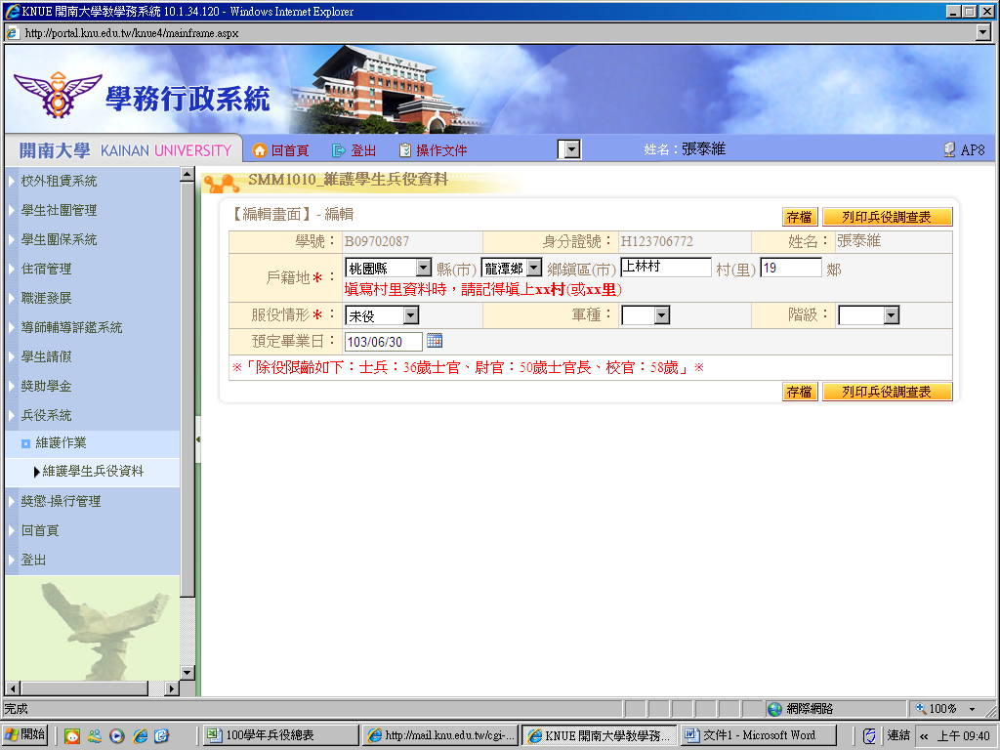 KNUE 開南大學教學務系統 10.1.34.120 - Windows Internet Explorer
http://portal.knu.edu.tw/knue4/mainframe.aspx
學務行政系統
開南大學 KAINAN UNIVERSITY 回首頁 登出 操作文件 姓名：張泰維 AP8
校外租賃系統
學生社團管理
學生團保系統
住宿管理
職涯發展
導師輔導評鑑系統
學生請假
獎助學金
兵役系統
維護作業
維護學生兵役資料
獎懲-操行管理
回首頁
登出
SMM1010_維護學生兵役資料
【編輯畫面】- 編輯
存檔 列印兵役調查表
學號： B09702087 身分證號： H123706772 姓名： 張泰維
戶籍地＊： 桃園縣 縣(市) 龍潭鄉 鄉鎮區(市) 上林村 村(里) 19 鄰
填寫村里資料時，請記得填上xx村(或xx里)
服役情形＊： 未役 軍種： 階級：
預定畢業日： 103/06/30
※「除役限齡如下：士兵：36歲士官、尉官：50歲士官長、校官：58歲」※
存檔 列印兵役調查表
完成 網際網路 100%
開始 100學年兵役總表 http://mail.knu.edu.tw/cgi-... KNUE 開南大學教學務... 文件1 - Microsoft Word 連結 « 上午 09:40